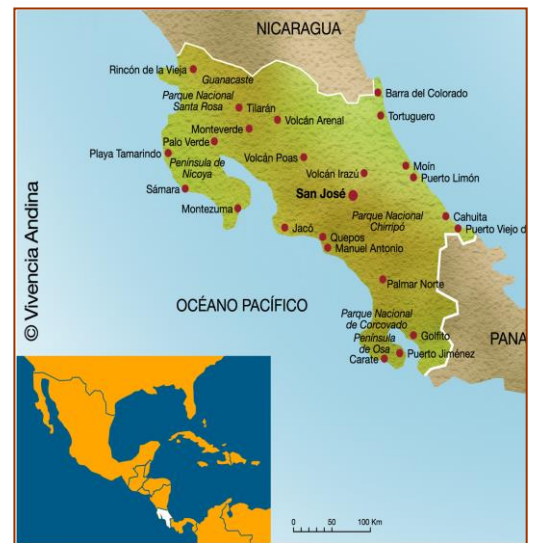 NICARAGUA
Rincón de la Vieja
Guanacaste
Parque Nacional
Santa Rosa
Tilarán
Barra del Colorado
Tortuguero
Volcán Arenal
Monteverde
Palo Verde
Playa Tamarindo
Península de
Nicoya
Volcán Poas
Volcán Irazú
Moín
Puerto Limón
Sámara
San José
Montezuma
Parque Nacional
Chirripó
Cahuita
Puerto Viejo d
Jacó
Quepos
Manuel Antonio
Palmar Norte
PANA
OCÉANO PACÍFICO
Parque Nacional
de Corcovado
Golfito
Península
de Osa
Puerto Jiménez
Carate
© Vivencia Andina
0 50 100 Km